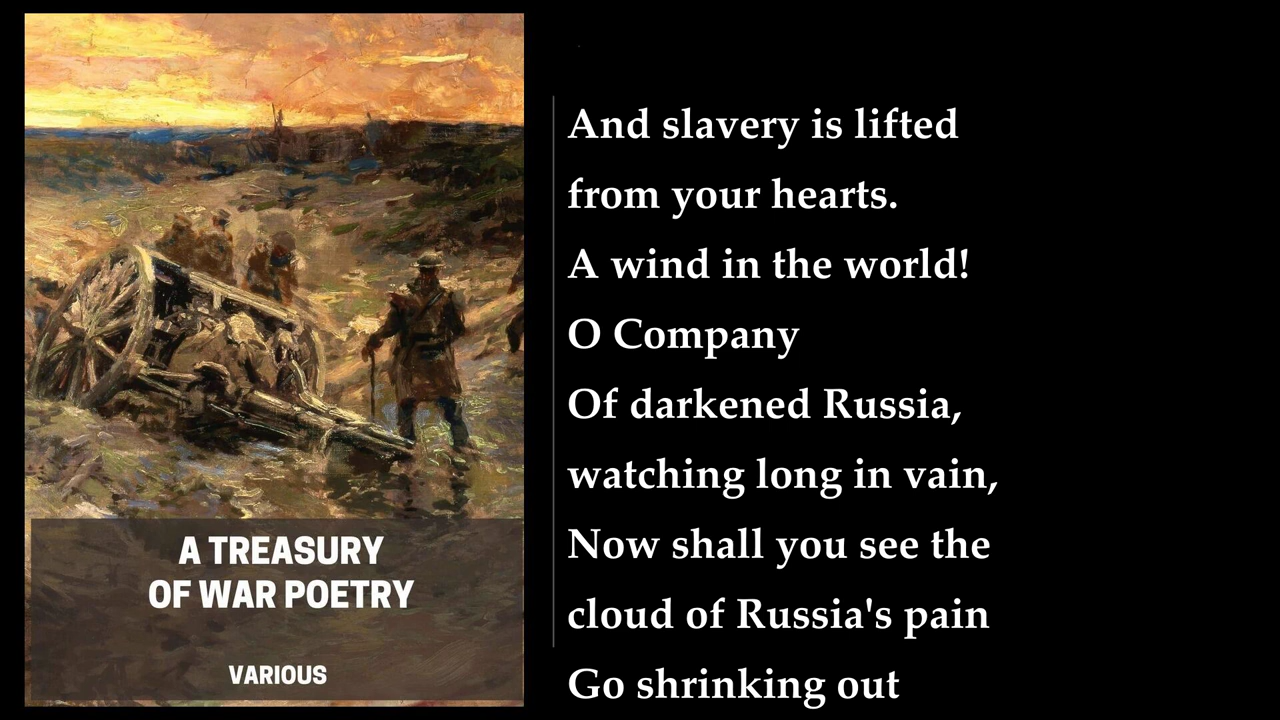 A TREASURY
OF WAR POETRY
VARIOUS
And slavery is lifted
from your hearts.
A wind in the world!
O Company
Of darkened Russia,
watching long in vain,
Now shall you see the
cloud of Russia's pain
Go shrinking out